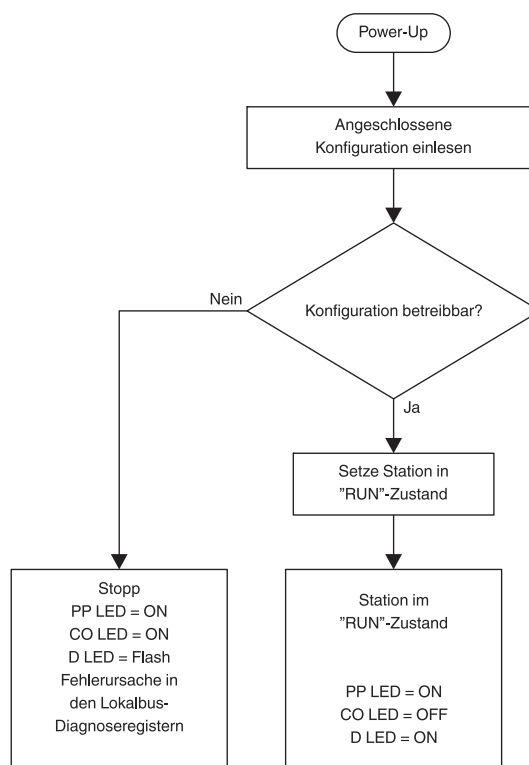 Power-Up
Angeschlossene
Konfiguration einlesen
Konfiguration betreibbar?
Nein
Ja
Setze Station in
”RUN”-Zustand
Stopp
PP LED = ON
CO LED = ON
D LED = Flash
Fehlerursache in
den Lokalbus-
Diagnoseregistern
Station im
”RUN”-Zustand
PP LED = ON
CO LED = OFF
D LED = ON